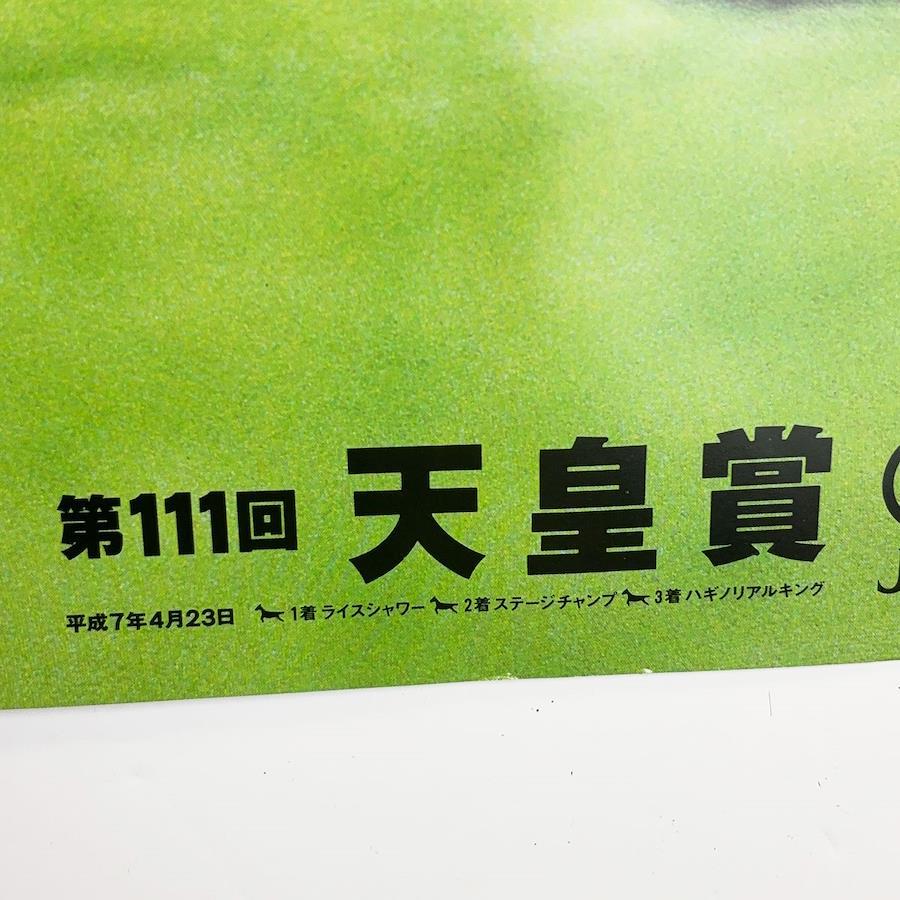 第111回 天皇賞
平成7年4月23日 1着 ライスシャワー 2着 ステージチャンプ 3着 ハギノリアルキング